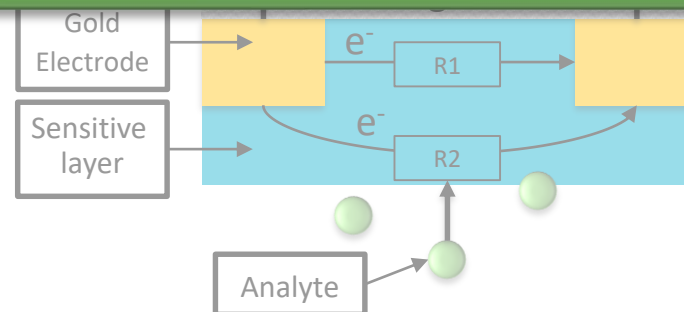 Gold
Electrode
e-
R1
Sensitive
layer
e-
R2
Analyte